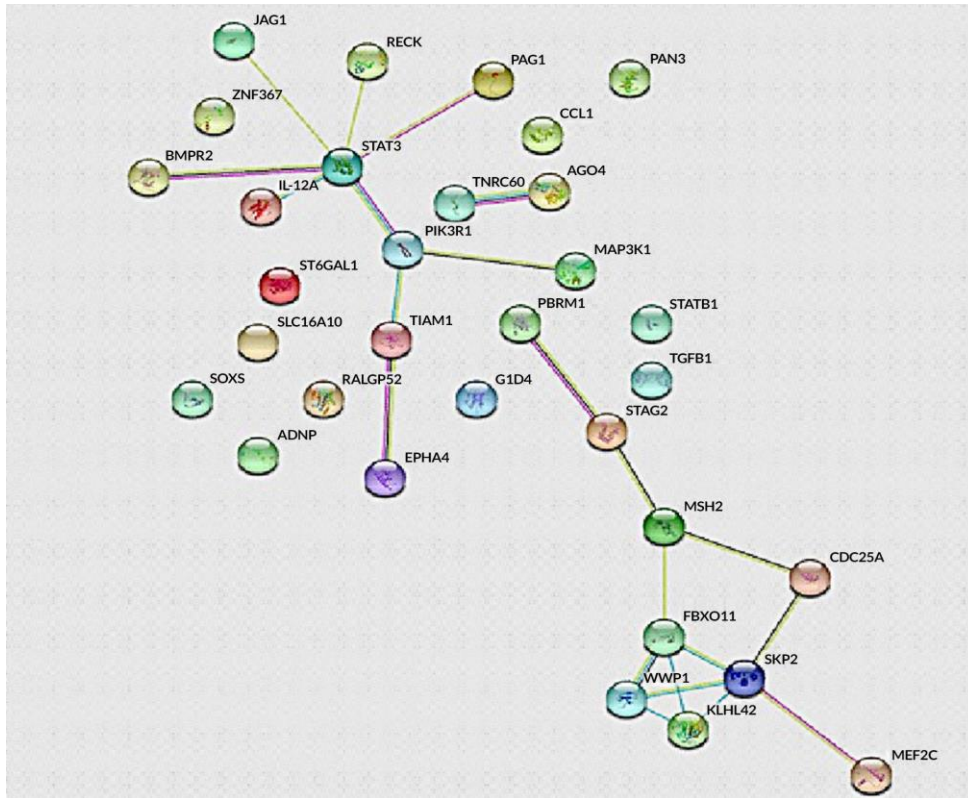 JAG1
RECK
PAG1
PAN3
ZNF367
CCL1
STAT3
BMPR2
IL-12A
TNRC60
AGO4
PIK3R1
MAP3K1
ST6GAL1
PBRM1
STATB1
SLC16A10
TIAM1
TGFB1
SOXS
RALGP52
G1D4
STAG2
ADNP
EPHA4
MSH2
CDC25A
FBXO11
SKP2
WWP1
KLHL42
MEF2C